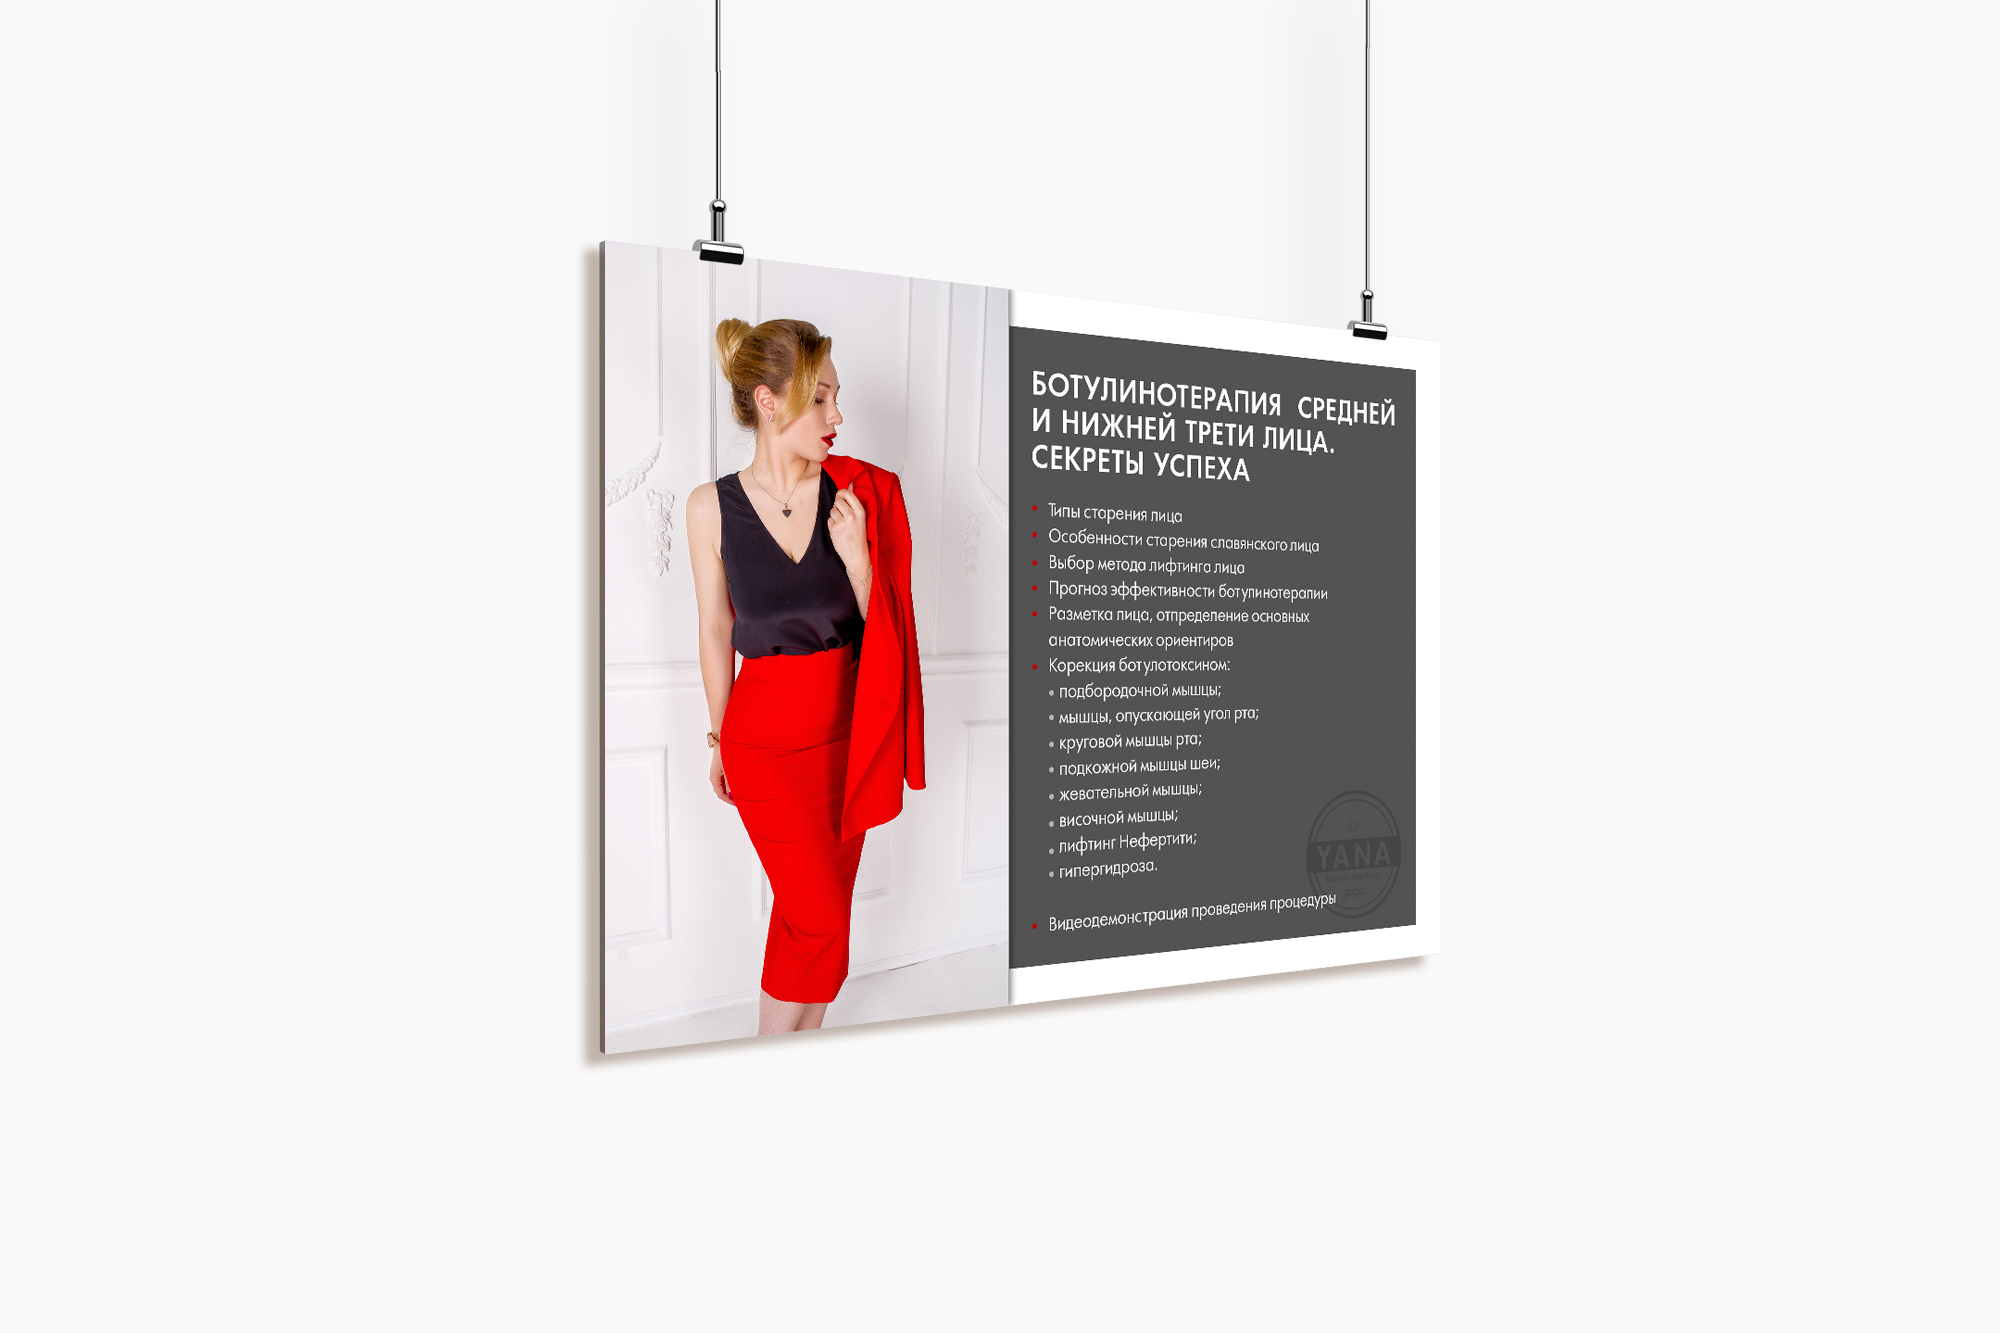 БОТУЛИНОТЕРАПИЯ СРЕДНЕЙ
И НИЖНЕЙ ТРЕТИ ЛИЦА.
СЕКРЕТЫ УСПЕХА
• Типы старения лица
• Особенности старения славянского лица
• Выбор метода лифтинга лица
• Прогноз эффективности ботулинотерапии
• Разметка лица, отпределение основных
анатомических ориентиров
• Корекция ботулотоксином:
• подбородочной мышцы;
• мышцы, опускающей угол рта;
• круговой мышцы рта;
• подкожной мышцы шеи;
• жевательной мышцы;
• височной мышцы;
• лифтинг Нефертити;
• гипергидроза.
• Видеодемонстрация проведения процедуры
Dr.
YANA